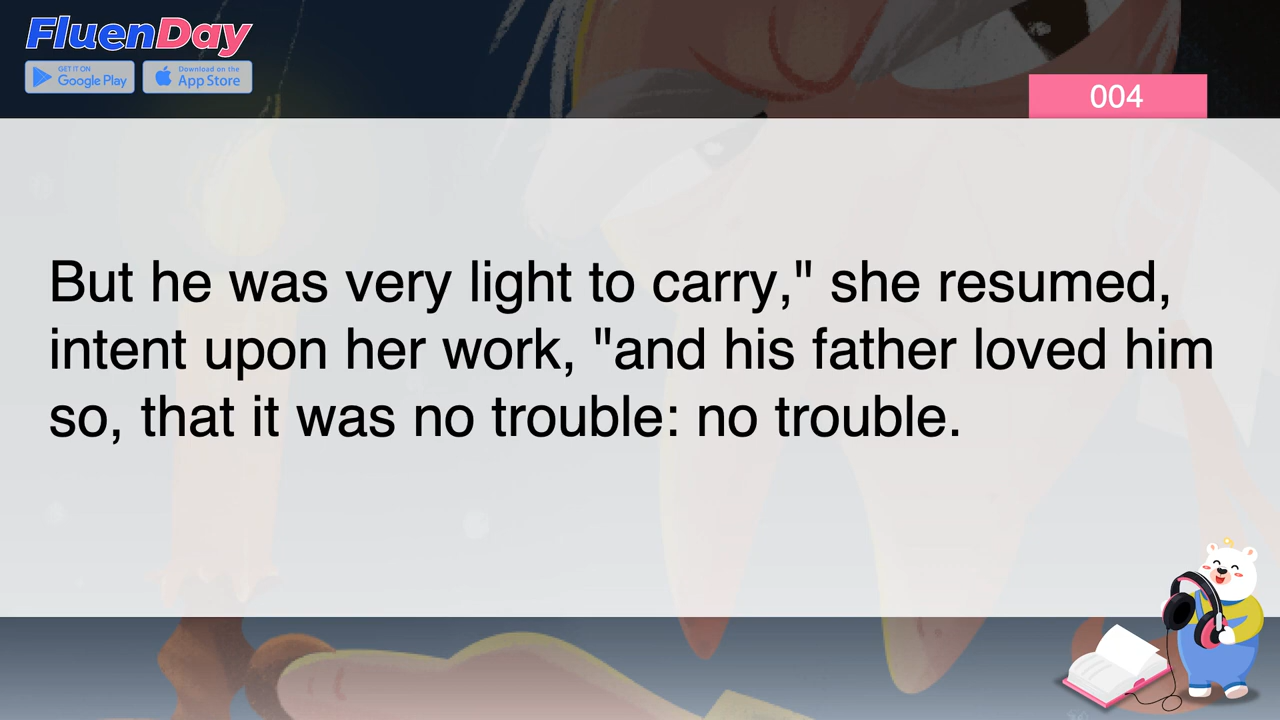 FluenDay
GET IT ON
Google Play
Download on the
App Store
004
But he was very light to carry," she resumed,
intent upon her work, "and his father loved him
so, that it was no trouble: no trouble.